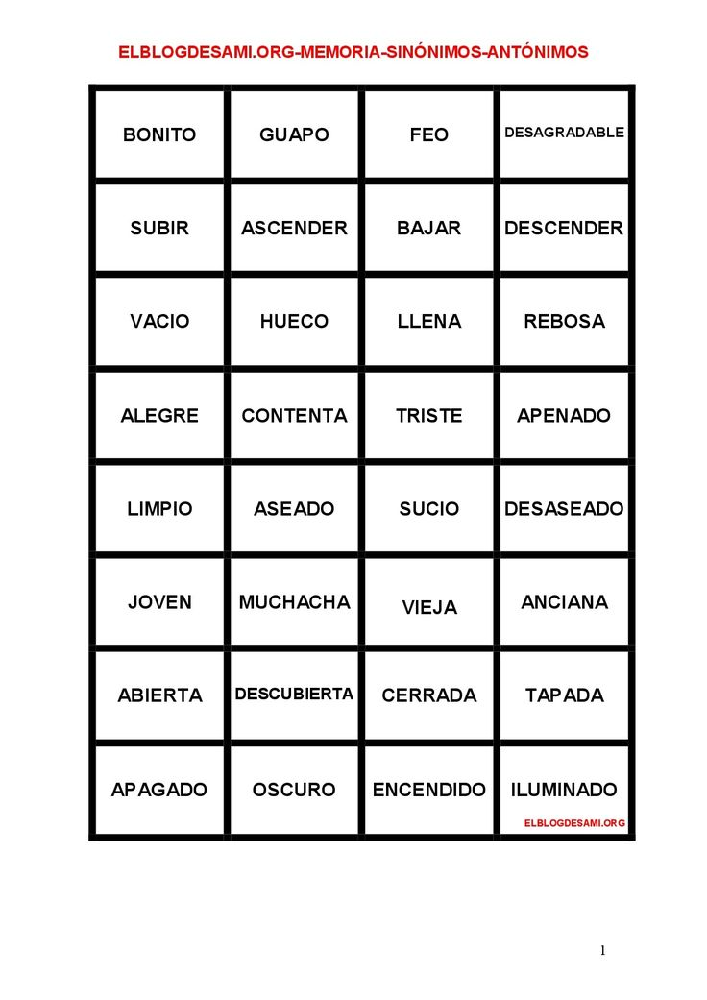 ELBLOGDESAMI.ORG-MEMORIA-SINÓNIMOS-ANTÓNIMOS
BONITO GUAPO FEO DESAGRADABLE
SUBIR ASCENDER BAJAR DESCENDER
VACIO HUECO LLENA REBOSA
ALEGRE CONTENTA TRISTE APENADO
LIMPIO ASEADO SUCIO DESASEADO
JOVEN MUCHACHA VIEJA ANCIANA
ABIERTA DESCUBIERTA CERRADA TAPADA
APAGADO OSCURO ENCENDIDO ILUMINADO
ELBLOGDESAMI.ORG
1